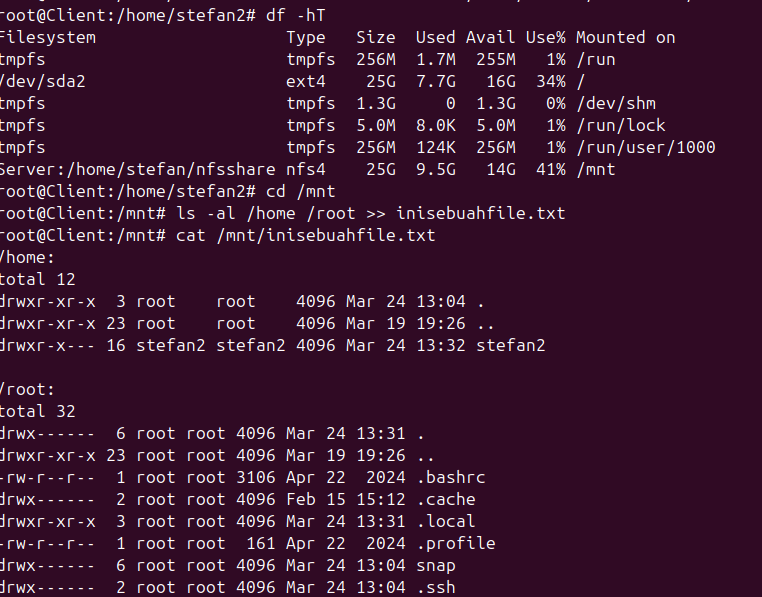 root@Client:/home/stefan2# df -hT
Filesystem                   Type   Size  Used Avail Use% Mounted on
tmpfs                        tmpfs  256M  1.7M  255M   1% /run
/dev/sda2                    ext4    25G  7.7G   16G  34% /
tmpfs                        tmpfs  1.3G     0  1.3G   0% /dev/shm
tmpfs                        tmpfs  5.0M  8.0K  5.0M   1% /run/lock
tmpfs                        tmpfs  256M  124K  256M   1% /run/user/1000
Server:/home/stefan/nfsshare nfs4    25G  9.5G   14G  41% /mnt
root@Client:/home/stefan2# cd /mnt
root@Client:/mnt# ls -al /home /root >> inisebuahfile.txt
root@Client:/mnt# cat /mnt/inisebuahfile.txt
/home:
total 12
drwxr-xr-x  3 root    root    4096 Mar 24 13:04 .
drwxr-xr-x 23 root    root    4096 Mar 19 19:26 ..
drwxr-x--- 16 stefan2 stefan2 4096 Mar 24 13:32 stefan2

/root:
total 32
drwx------  6 root root 4096 Mar 24 13:31 .
drwxr-xr-x 23 root root 4096 Mar 19 19:26 ..
-rw-r--r--  1 root root 3106 Apr 22  2024 .bashrc
drwx------  2 root root 4096 Feb 15 15:12 .cache
drwxr-xr-x  3 root root 4096 Mar 24 13:31 .local
-rw-r--r--  1 root root  161 Apr 22  2024 .profile
drwx------  6 root root 4096 Mar 24 13:04 snap
drwx------  2 root root 4096 Mar 24 13:04 .ssh